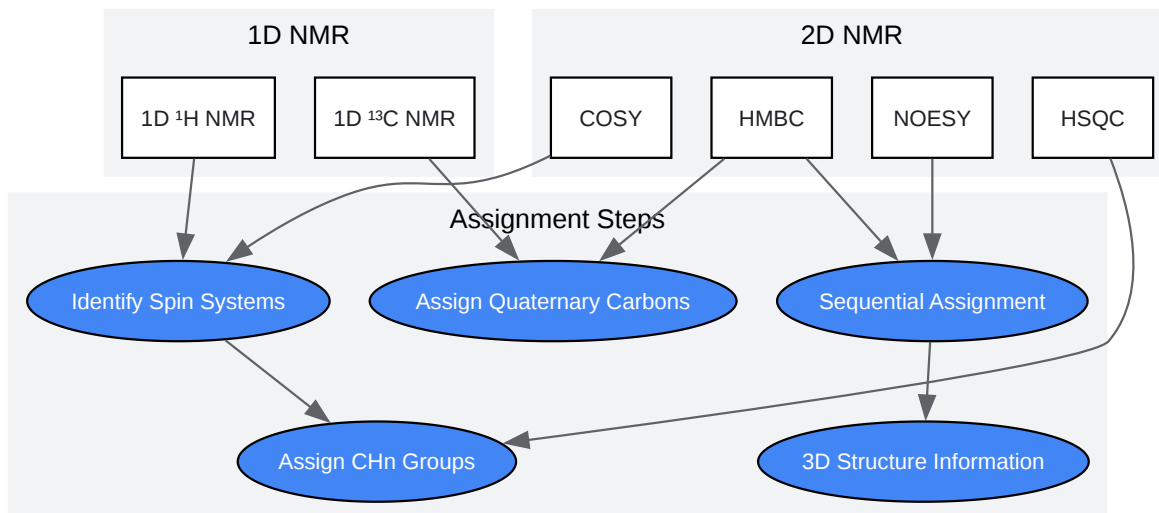 1D NMR
2D NMR
1D ¹H NMR
1D ¹³C NMR
COSY
HMBC
NOESY
HSQC
Assignment Steps
Identify Spin Systems
Assign Quaternary Carbons
Sequential Assignment
Assign CHn Groups
3D Structure Information